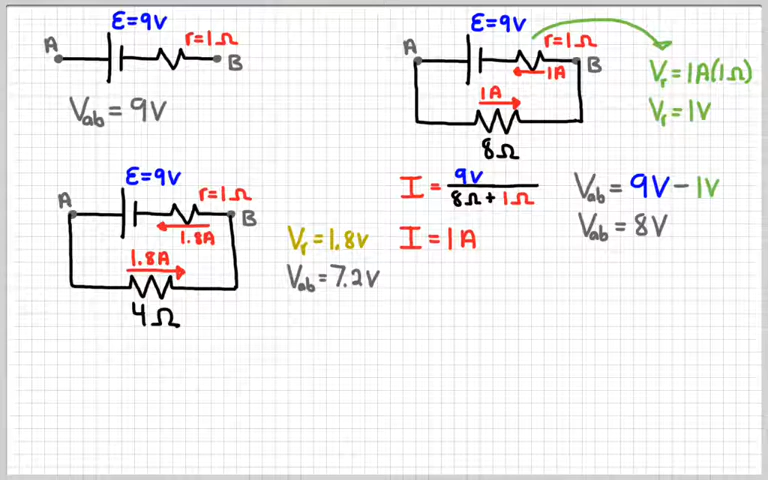 ε=9V
r=1Ω
A
B
Vab = 9V
ε=9V
r=1Ω
A
B
1A
1A
8Ω
Vr = 1A(1Ω)
Vr = 1V
I = 9V / 8Ω + 1Ω
I = 1A
Vab = 9V - 1V
Vab = 8V
ε=9V
A
r=1Ω
B
1.8A
1.8A
4Ω
Vr = 1.8V
Vab = 7.2V